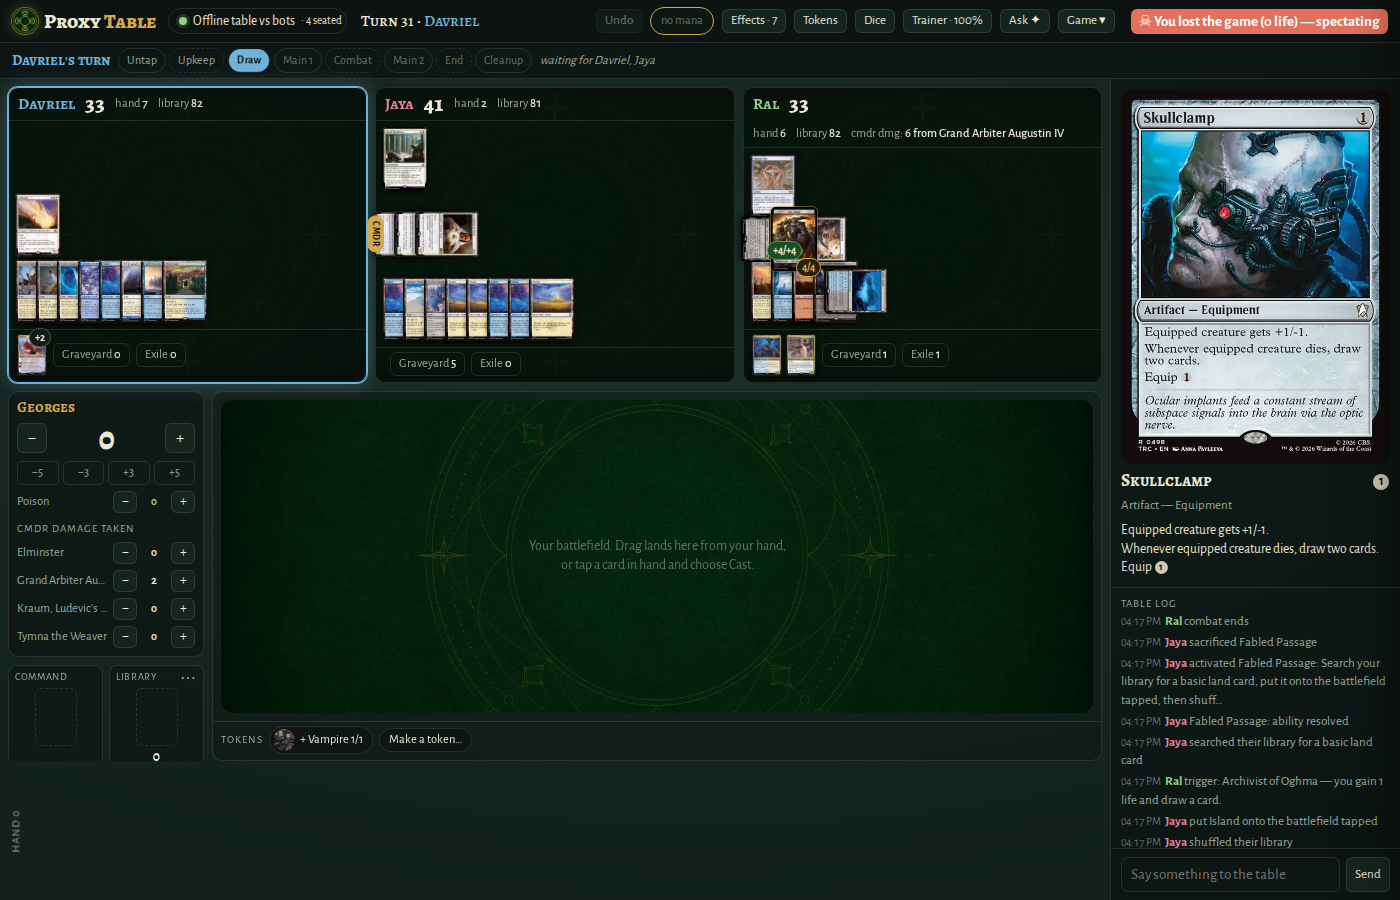 PROXY TABLE
Offline table vs bots · 4 seated
TURN 31 · DAVRIEL
Undo
no mana
Effects · 7
Tokens
Dice
Trainer · 100%
Ask ✦
Game ▾
☠ You lost the game (0 life) — spectating
DAVRIEL'S TURN
Untap
Upkeep
Draw
Main 1
Combat
Main 2
End
Cleanup
waiting for Davriel, Jaya
DAVRIEL 33 hand 7 library 82
+2
Graveyard 0
Exile 0
JAYA 41 hand 2 library 81
CMDR
Graveyard 5
Exile 0
RAL 33
hand 6 library 82 cmdr dmg: 6 from Grand Arbiter Augustin IV
+4/+4
4/4
Graveyard 1
Exile 1
GEORGES
− 0 +
−5 −3 +3 +5
Poison − 0 +
CMDR DAMAGE TAKEN
Elminster − 0 +
Grand Arbiter Au... − 2 +
Kraum, Ludevic's ... − 0 +
Tymna the Weaver − 0 +
COMMAND
LIBRARY ...
0
HAND 0
Your battlefield. Drag lands here from your hand,
or tap a card in hand and choose Cast.
TOKENS
+ Vampire 1/1
Make a token...
Skullclamp 1
Artifact — Equipment
Equipped creature gets +1/-1.
Whenever equipped creature dies, draw
two cards.
Equip 1
Ocular implants feed a constant stream of
subspace signals into the brain via the optic
nerve.
R 0498
TRC • EN ANNA PAVLEEVA
© 2026 CBS.
™ & © 2026 Wizards of the Coast
SKULLCLAMP 1
Artifact — Equipment
Equipped creature gets +1/-1.
Whenever equipped creature dies, draw two cards.
Equip 1
TABLE LOG
04:17 PM Ral combat ends
04:17 PM Jaya sacrificed Fabled Passage
04:17 PM Jaya activated Fabled Passage: Search your
library for a basic land card, put it onto the battlefield
tapped, then shuff...
04:17 PM Jaya Fabled Passage: ability resolved
04:17 PM Jaya searched their library for a basic land
card
04:17 PM Ral trigger: Archivist of Oghma — you gain 1
life and draw a card.
04:17 PM Jaya put Island onto the battlefield tapped
04:17 PM Jaya shuffled their library
Say something to the table
Send